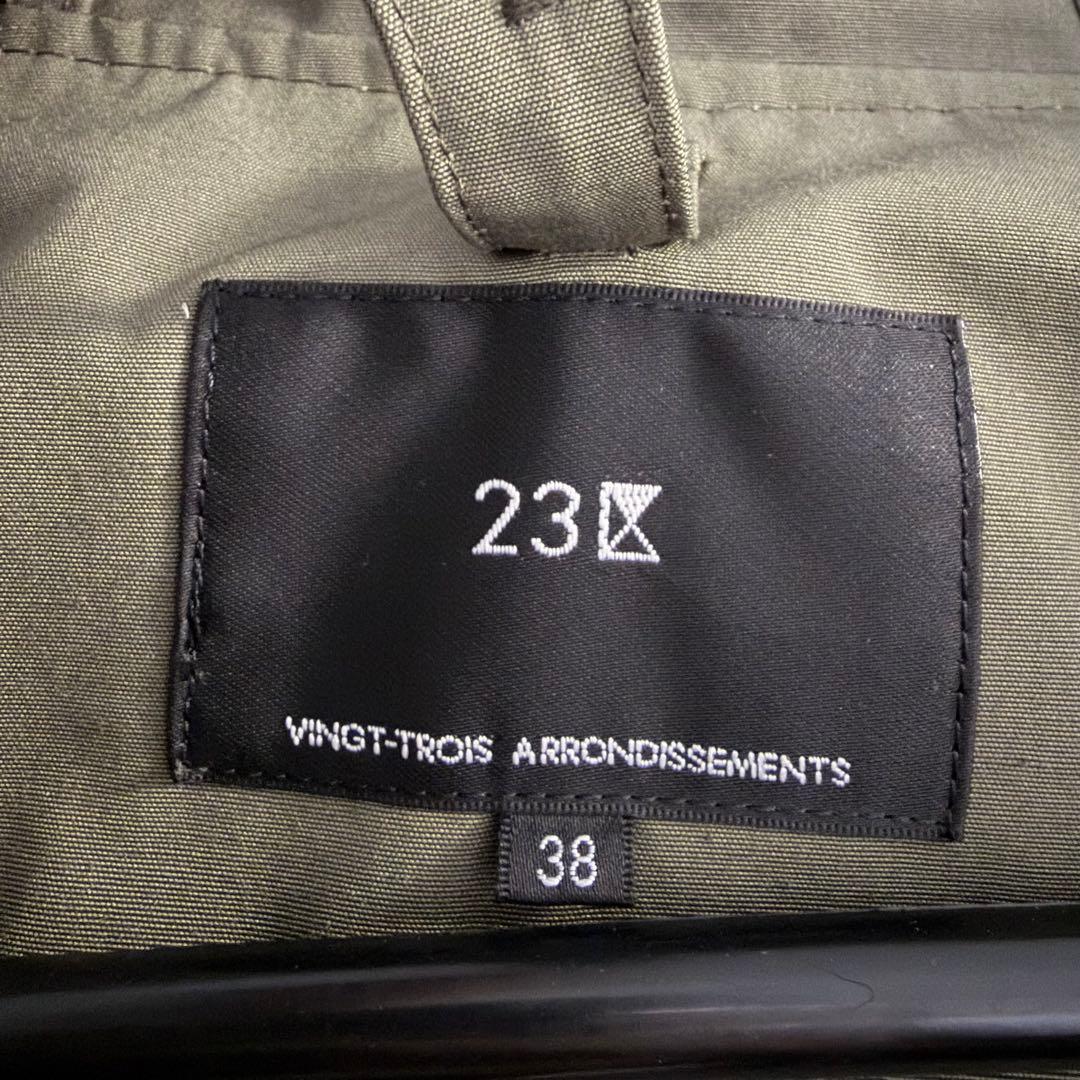 23区
VINGT-TROIS ARRONDISSEMENTS
38